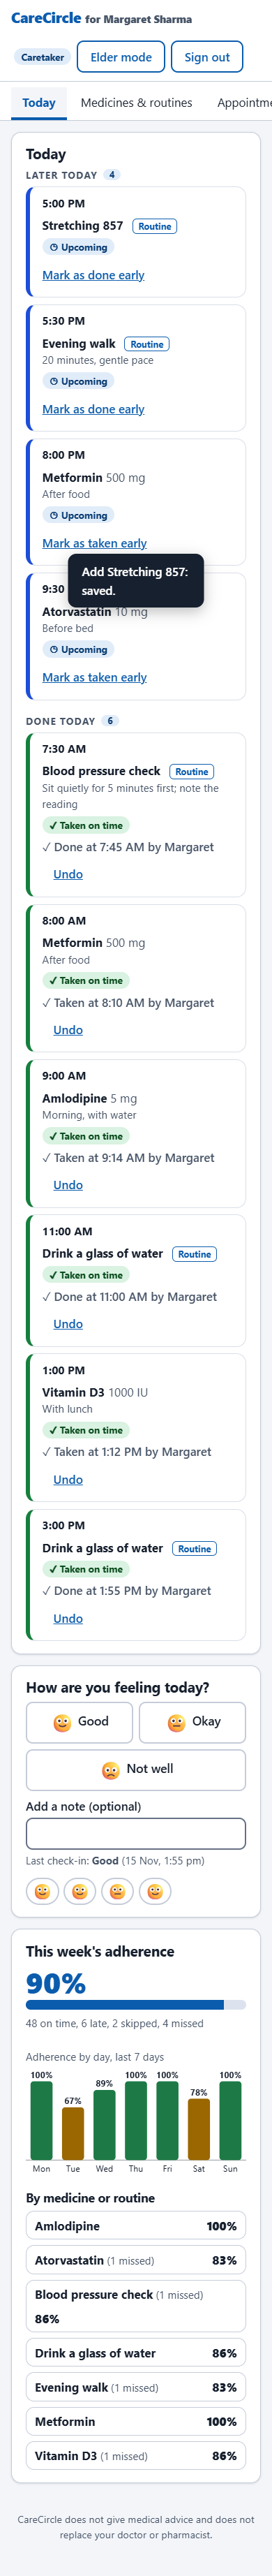 CareCircle for Margaret Sharma
Caretaker Elder mode Sign out
Today Medicines & routines Appointme
Today
LATER TODAY 4
5:00 PM
Stretching 857 Routine
Upcoming
Mark as done early
5:30 PM
Evening walk Routine
20 minutes, gentle pace
Upcoming
Mark as done early
8:00 PM
Metformin 500 mg
After food
Upcoming
Mark as taken early
Add Stretching 857:
saved.
9:30
Atorvastatin 10 mg
Before bed
Upcoming
Mark as taken early
DONE TODAY 6
7:30 AM
Blood pressure check Routine
Sit quietly for 5 minutes first; note the
reading
✓ Taken on time
✓ Done at 7:45 AM by Margaret
Undo
8:00 AM
Metformin 500 mg
After food
✓ Taken on time
✓ Taken at 8:10 AM by Margaret
Undo
9:00 AM
Amlodipine 5 mg
Morning, with water
✓ Taken on time
✓ Taken at 9:14 AM by Margaret
Undo
11:00 AM
Drink a glass of water Routine
✓ Taken on time
✓ Done at 11:00 AM by Margaret
Undo
1:00 PM
Vitamin D3 1000 IU
With lunch
✓ Taken on time
✓ Taken at 1:12 PM by Margaret
Undo
3:00 PM
Drink a glass of water Routine
✓ Taken on time
✓ Done at 1:55 PM by Margaret
Undo
How are you feeling today?
Good Okay
Not well
Add a note (optional)
Last check-in: Good (15 Nov, 1:55 pm)
This week's adherence
90%
48 on time, 6 late, 2 skipped, 4 missed
Adherence by day, last 7 days
100% 67% 89% 100% 100% 78% 100%
Mon Tue Wed Thu Fri Sat Sun
By medicine or routine
Amlodipine 100%
Atorvastatin (1 missed) 83%
Blood pressure check (1 missed)
86%
Drink a glass of water 86%
Evening walk (1 missed) 83%
Metformin 100%
Vitamin D3 (1 missed) 86%
CareCircle does not give medical advice and does not
replace your doctor or pharmacist.